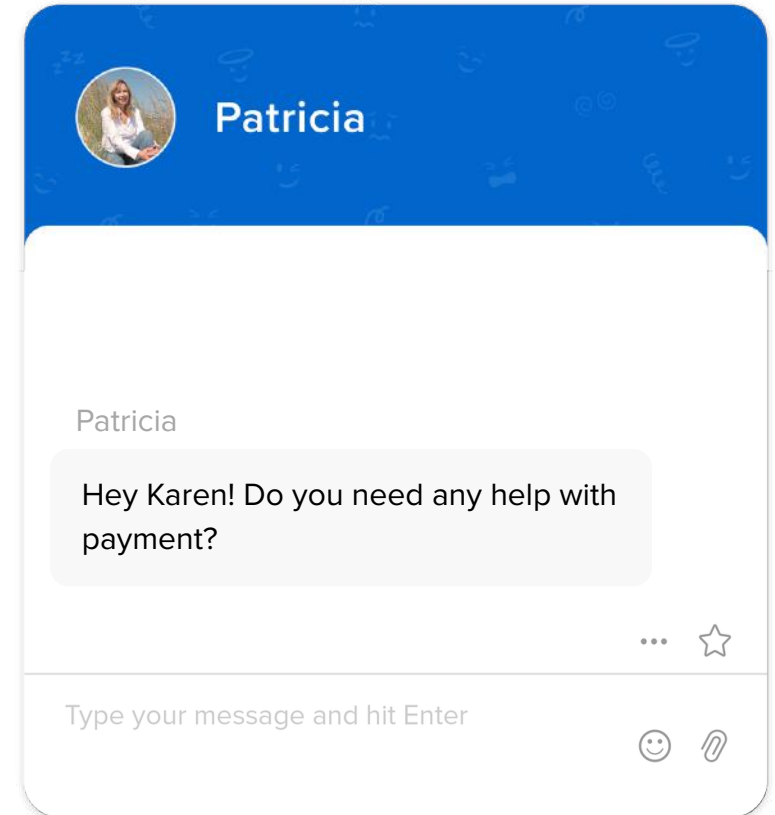 Patricia
Patricia
Hey Karen! Do you need any help with
payment?
Type your message and hit Enter